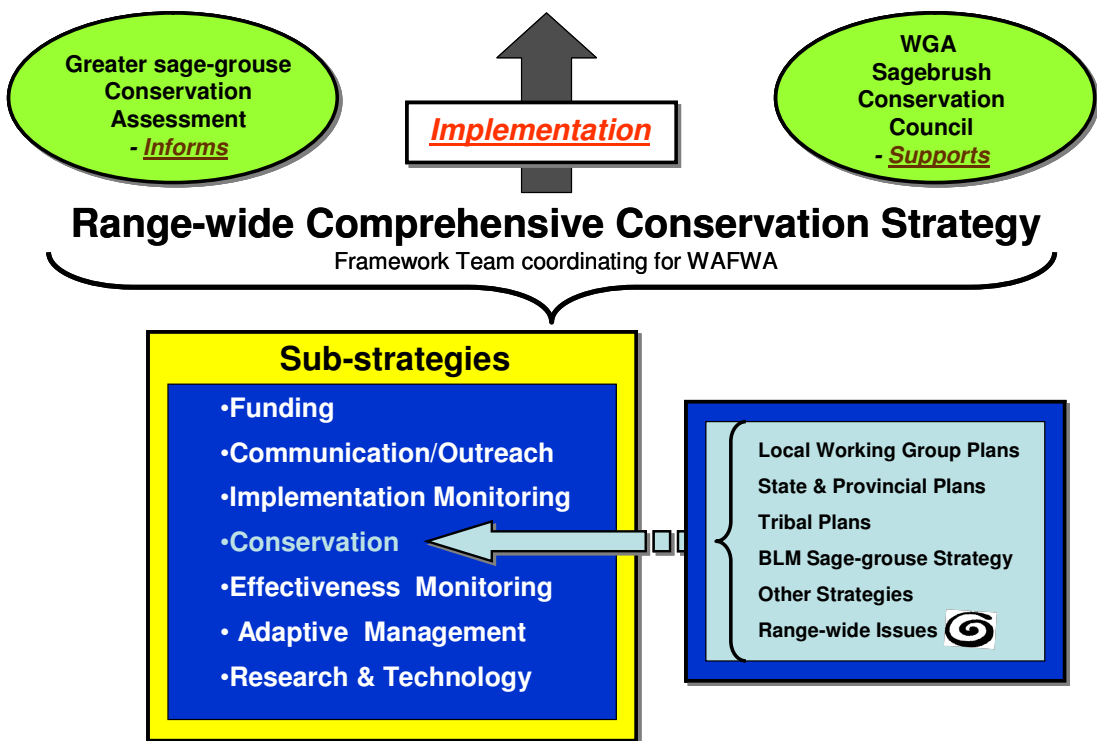 Greater sage-grouse
Conservation
Assessment
- Informs
Implementation
WGA
Sagebrush
Conservation
Council
- Supports
Range-wide Comprehensive Conservation Strategy
Framework Team coordinating for WAFWA
Sub-strategies
•Funding
•Communication/Outreach
•Implementation Monitoring
•Conservation
•Effectiveness Monitoring
• Adaptive Management
•Research & Technology
Local Working Group Plans
State & Provincial Plans
Tribal Plans
BLM Sage-grouse Strategy
Other Strategies
Range-wide Issues